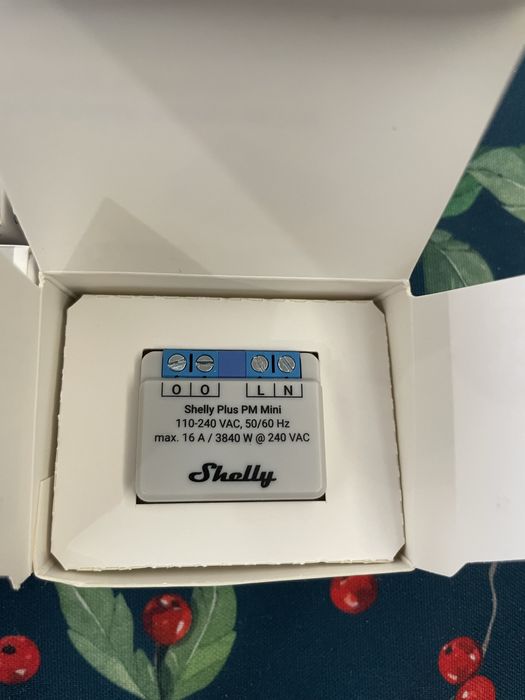 O O L N
Shelly Plus PM Mini
110-240 VAC, 50/60 Hz
max. 16 A / 3840 W @ 240 VAC
Shelly